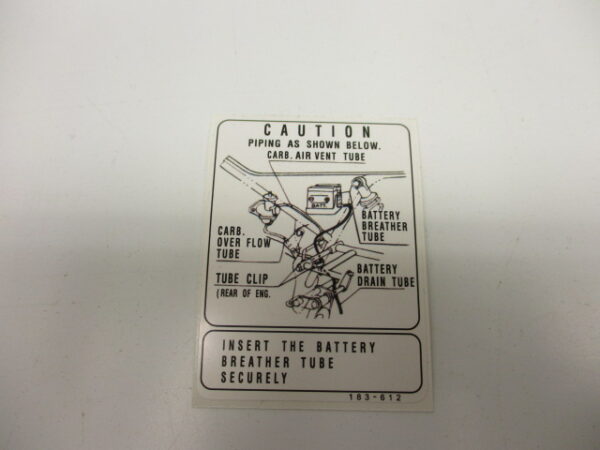 CAUTION
PIPING AS SHOWN BELOW.
CARB. AIR VENT TUBE
BATT.
BATTERY
BREATHER
TUBE
CARB.
OVER FLOW
TUBE
TUBE CLIP
(REAR OF ENG.
BATTERY
DRAIN TUBE
INSERT THE BATTERY
BREATHER TUBE
SECURELY
183-612